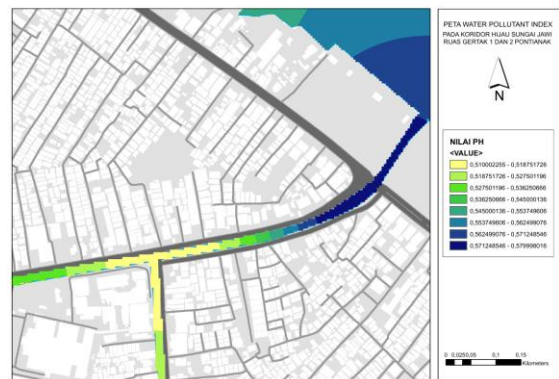 PETA WATER POLLUTANT INDEX
PADA KORIDOR HIJAU SUNGAI JAWI
RUAS GERTAK 1 DAN 2 PONTIANAK
N
NILAI PH
<VALUE>
0,510002255 - 0,518751726
0,518751726 - 0,527501196
0,527501196 - 0,536250666
0,536250666 - 0,545000136
0,545000136 - 0,553749606
0,553749606 - 0,562499076
0,562499076 - 0,571248546
0,571248546 - 0,579998016
0 0,0250,05 0,1 0,15
Kilometers